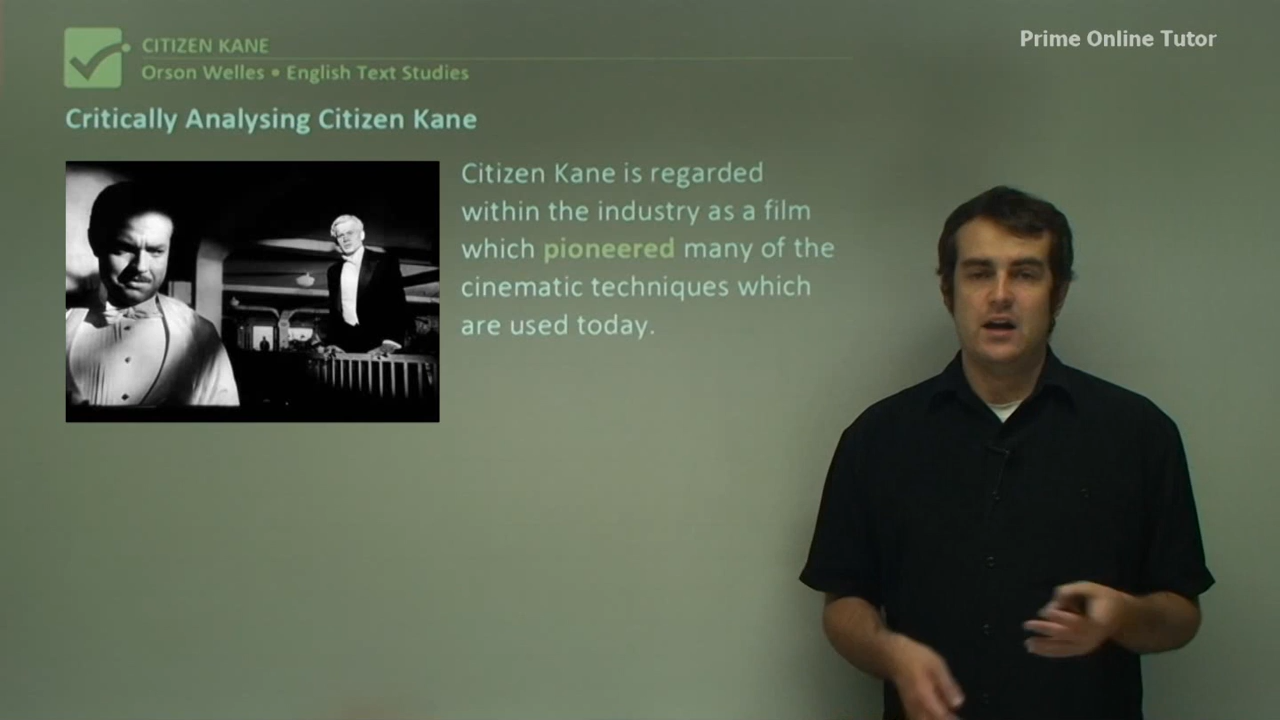 CITIZEN KANE
Orson Welles • English Text Studies
Prime Online Tutor
Critically Analysing Citizen Kane
Citizen Kane is regarded
within the industry as a film
which pioneered many of the
cinematic techniques which
are used today.